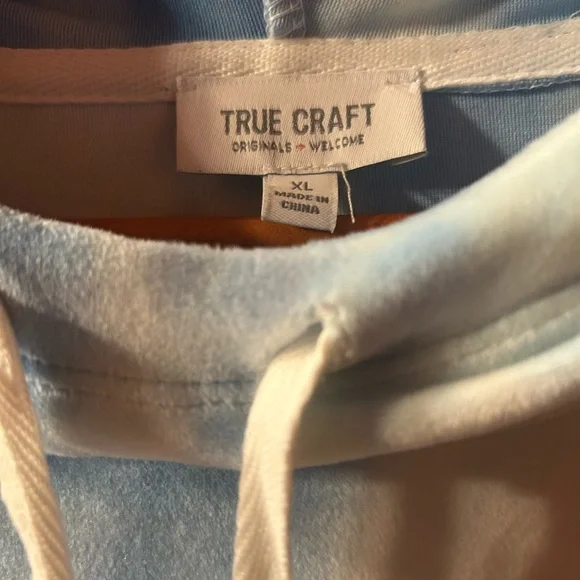 TRUE CRAFT
ORIGINALS WELCOME
XL
MADE IN
CHINA